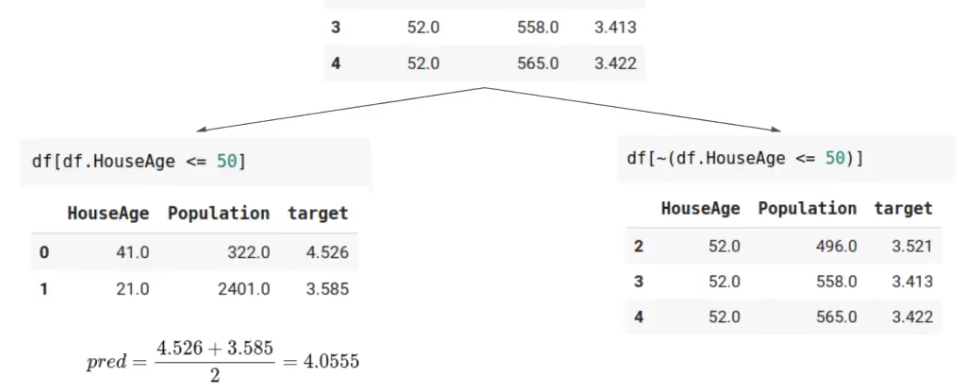 3 52.0 558.0 3.413
4 52.0 565.0 3.422
df[df.HouseAge <= 50]
HouseAge Population target
0 41.0 322.0 4.526
1 21.0 2401.0 3.585
pred = \frac{4.526 + 3.585}{2} = 4.0555
df[~(df.HouseAge <= 50)]
HouseAge Population target
2 52.0 496.0 3.521
3 52.0 558.0 3.413
4 52.0 565.0 3.422